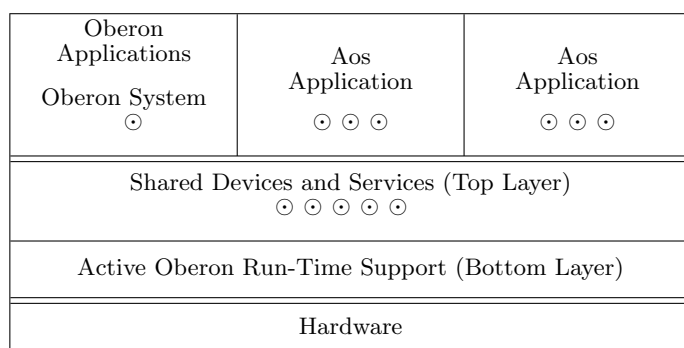 Oberon
Applications
Oberon System
⊙
Aos
Application
⊙ ⊙ ⊙
Aos
Application
⊙ ⊙ ⊙
Shared Devices and Services (Top Layer)
⊙ ⊙ ⊙ ⊙ ⊙
Active Oberon Run-Time Support (Bottom Layer)
Hardware